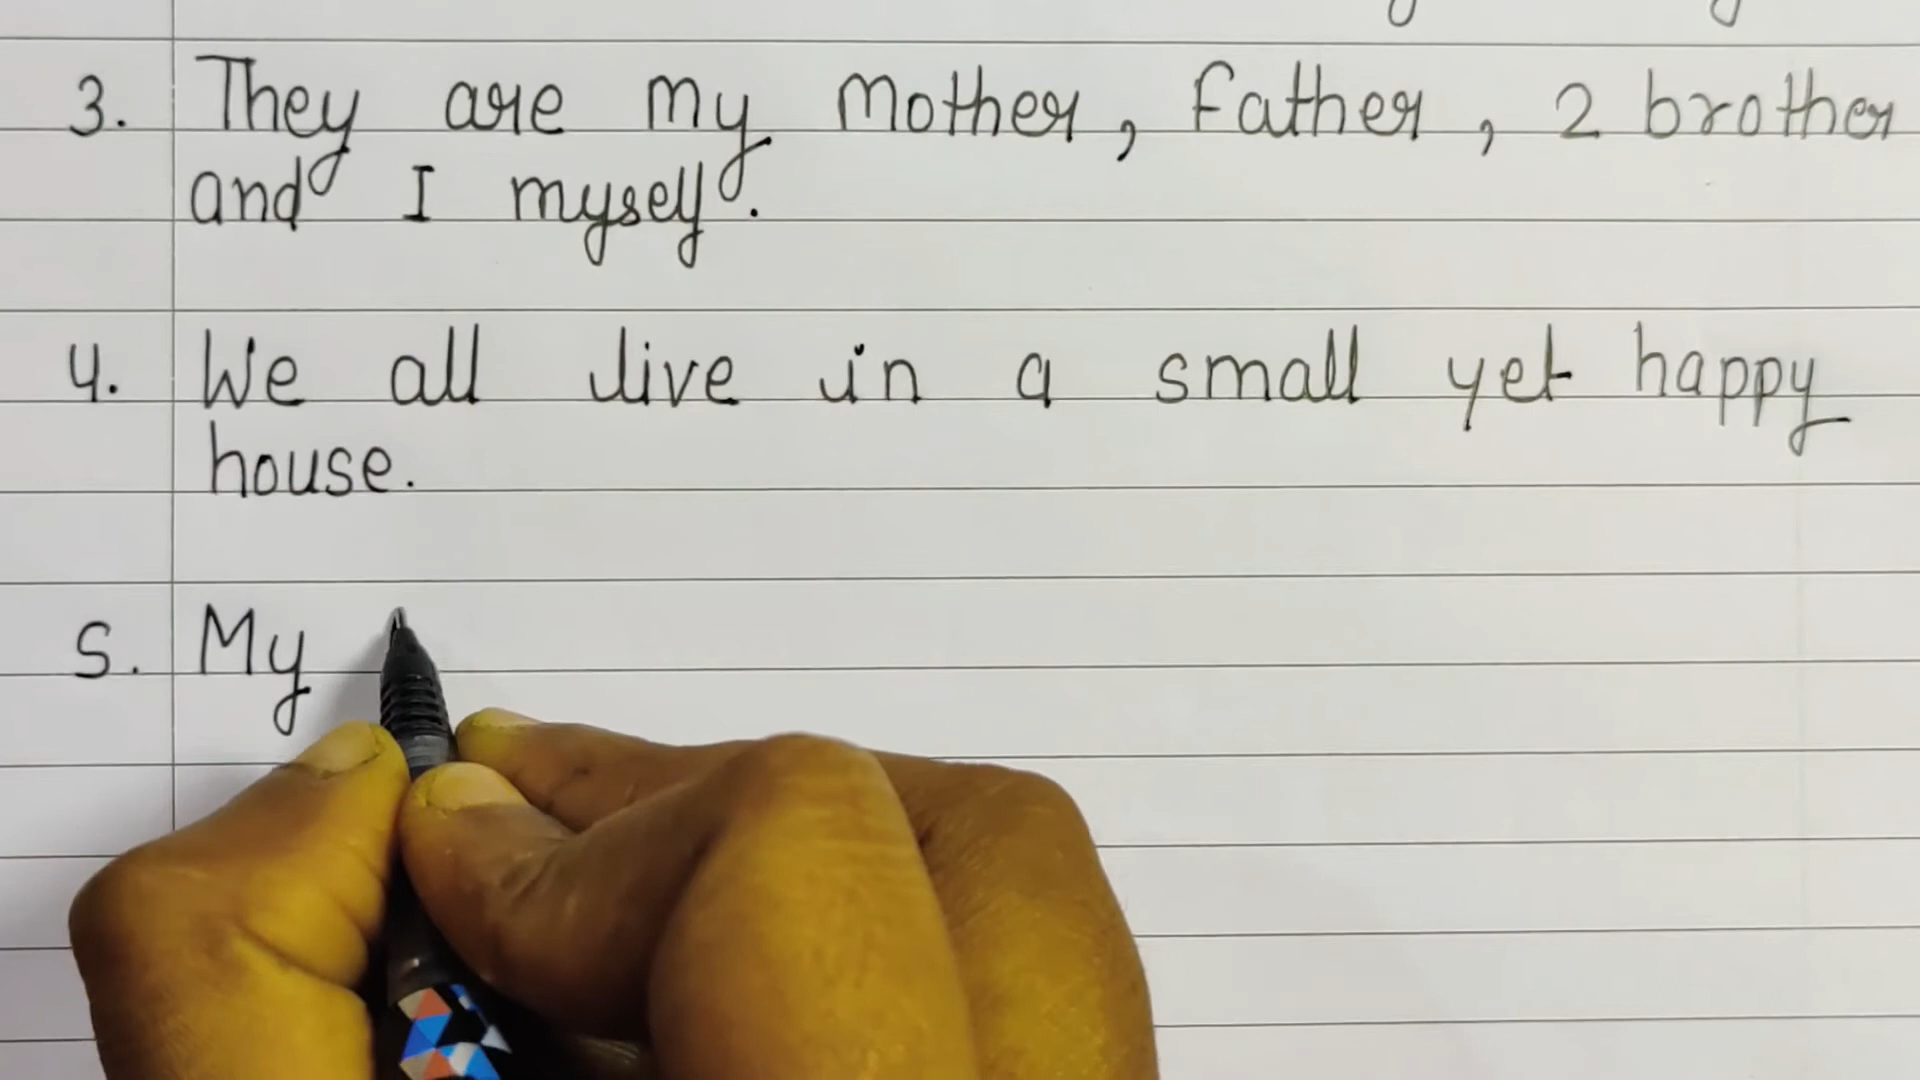 3. They are my Mother, Father, 2 brother
and I myself.
4. We all live in a small yet happy
house.
5. My